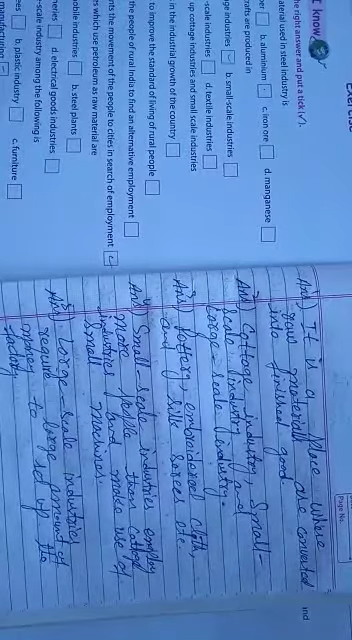 I know
the right answer and put a tick (✓).
aterial used in steel industry is
per b. aluminium c. iron ore d. manganese
rafts are produced in
ge industries b. small-scale industries
-scale industries d. textile industries
up cottage industries and small scale industries
in the industrial growth of the country
to improve the standard of living of rural people
the people of rural India to find an alternative employment
nts the movement of the people to cities in search of employment
es which use petroleum as raw material are
obile industries b. steel plants
neries d. electrical goods industries
-scale industry among the following is
ees b. plastic industry c. furniture
manufacturing
Page No.
and
Ans) It is a place where
raw materials are converted
into finished good.
Ans) Cottage industry, Small-
Scale industry and
large-scale industry.
Ans) Pottery, embroidered cloth,
and silk sarees etc.
Ans) Small-scale industries employ
more people than cottage
industries and make use of
small machines.
Ans) Large-scale industries
require large amount of
money to set up the
factory